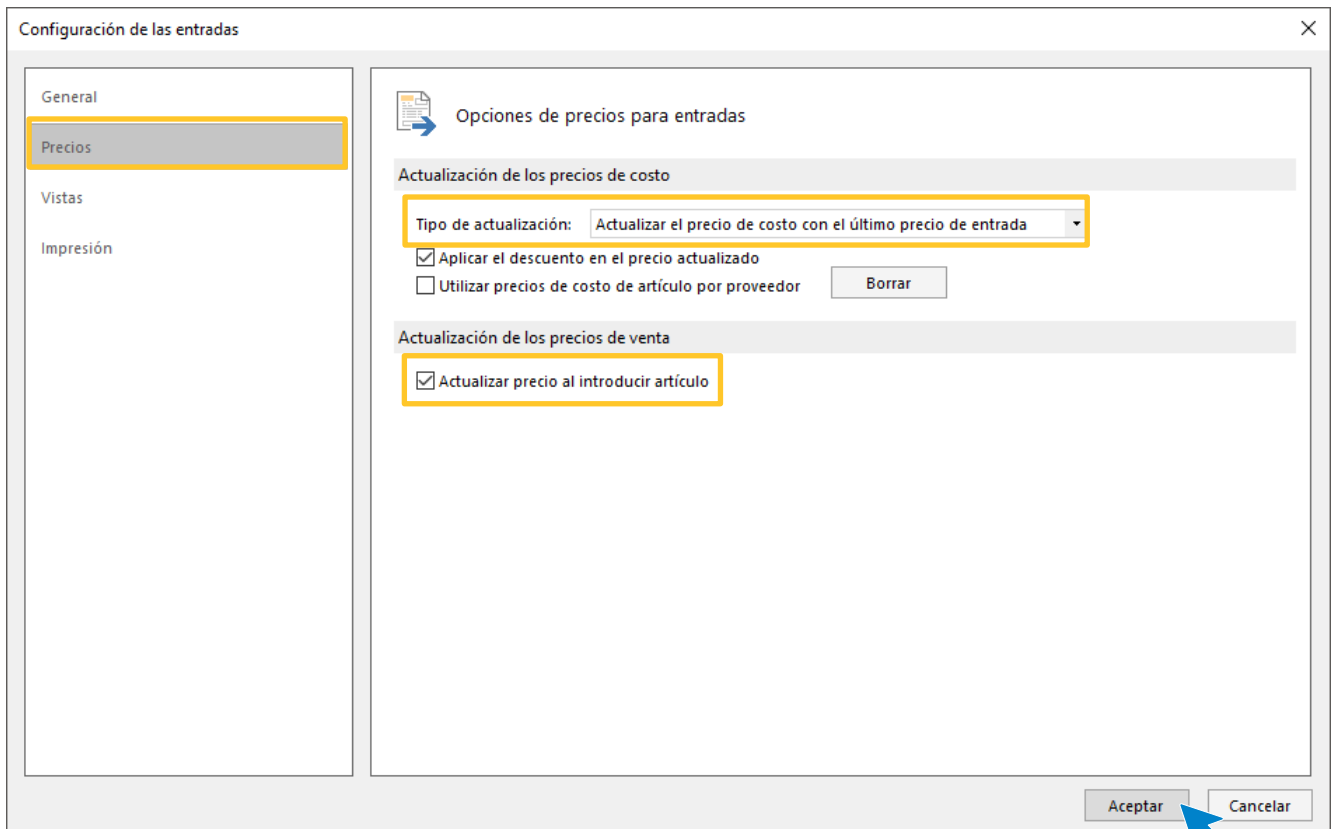 Configuración de las entradas
General
Precios
Vistas
Impresión
Opciones de precios para entradas
Actualización de los precios de costo
Tipo de actualización: Actualizar el precio de costo con el último precio de entrada
Aplicar el descuento en el precio actualizado
Utilizar precios de costo de artículo por proveedor Borrar
Actualización de los precios de venta
Actualizar precio al introducir artículo
Aceptar Cancelar